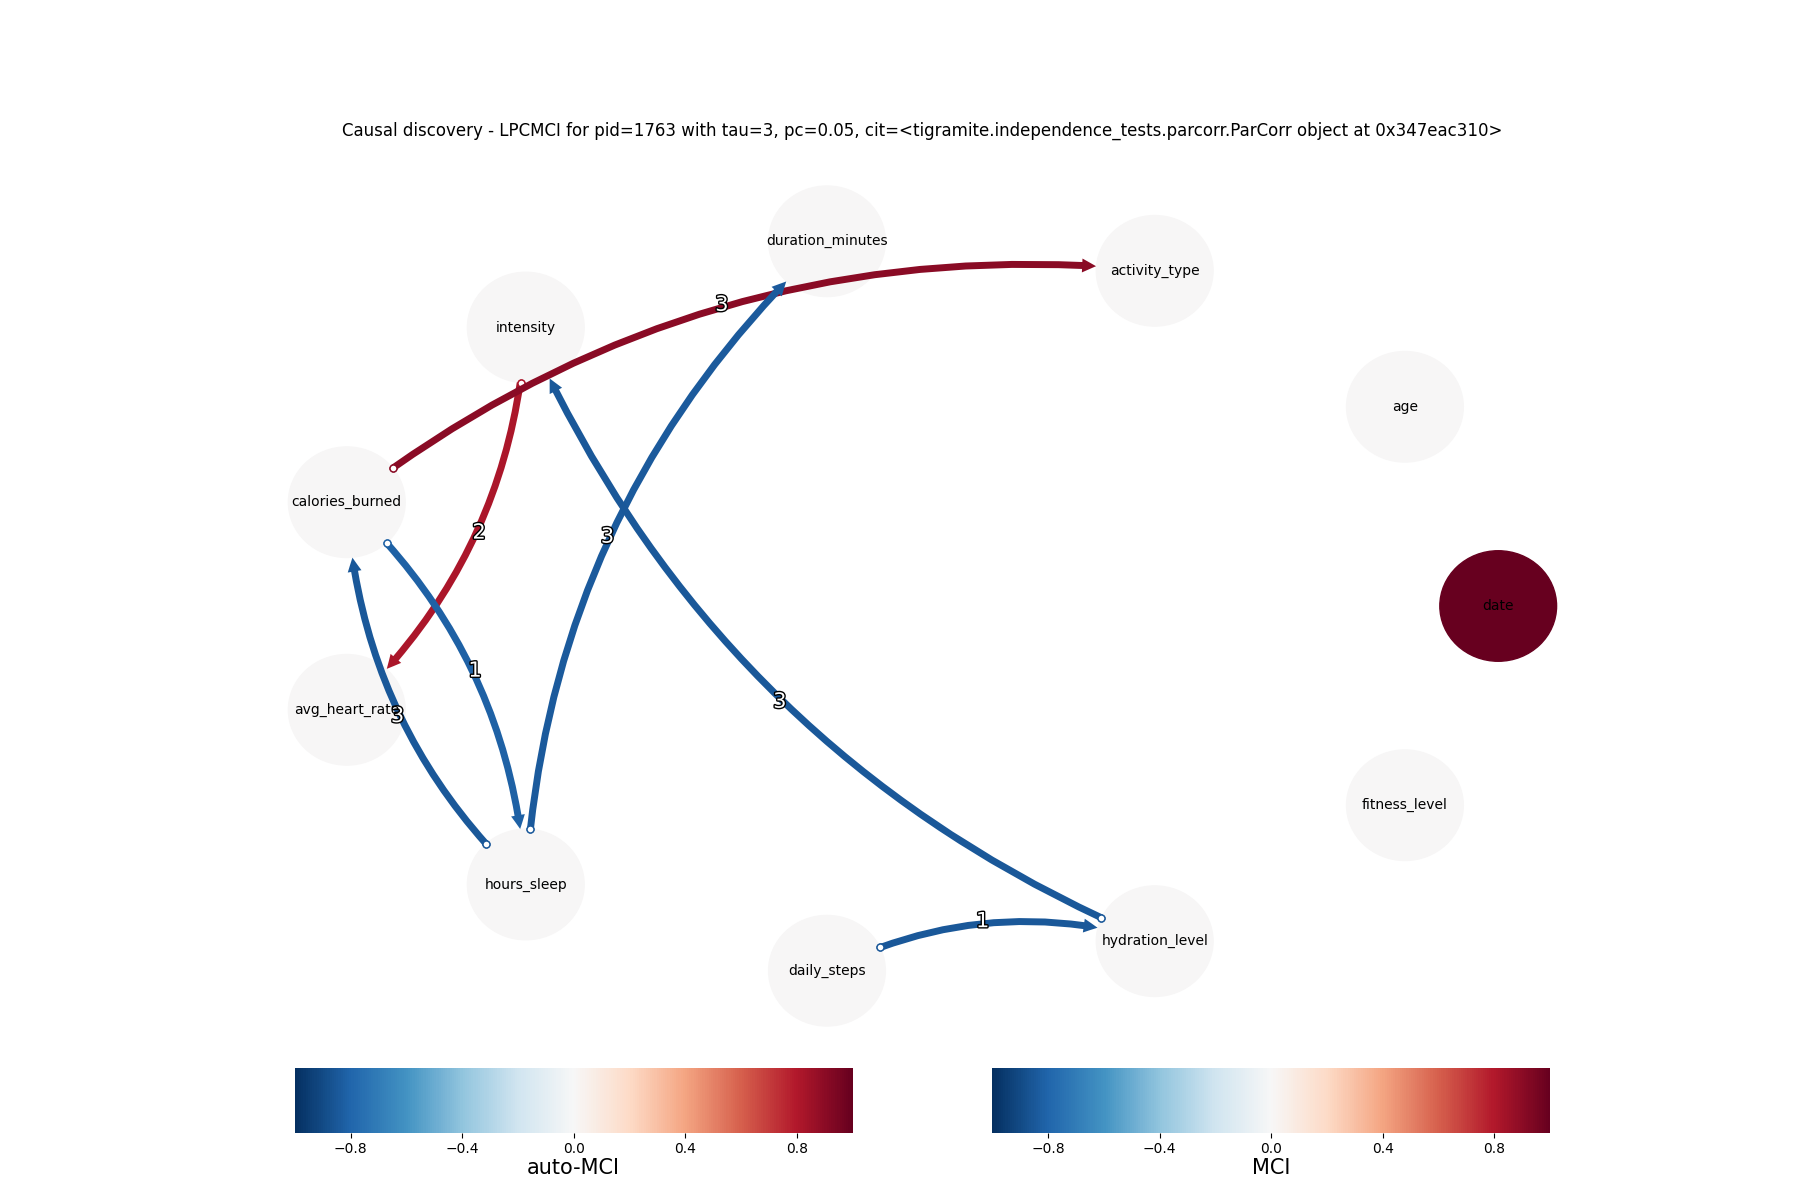 Causal discovery - LPCMCI for pid=1763 with tau=3, pc=0.05, cit=<tigramite.independence_tests.parcorr.ParCorr object at 0x347eac310>
duration_minutes
activity_type
3
intensity
age
calories_burned
2
3
date
1
3
avg_heart_rate
3
fitness_level
hours_sleep
1
hydration_level
daily_steps
−0.8 −0.4 0.0 0.4 0.8
auto-MCI
−0.8 −0.4 0.0 0.4 0.8
MCI